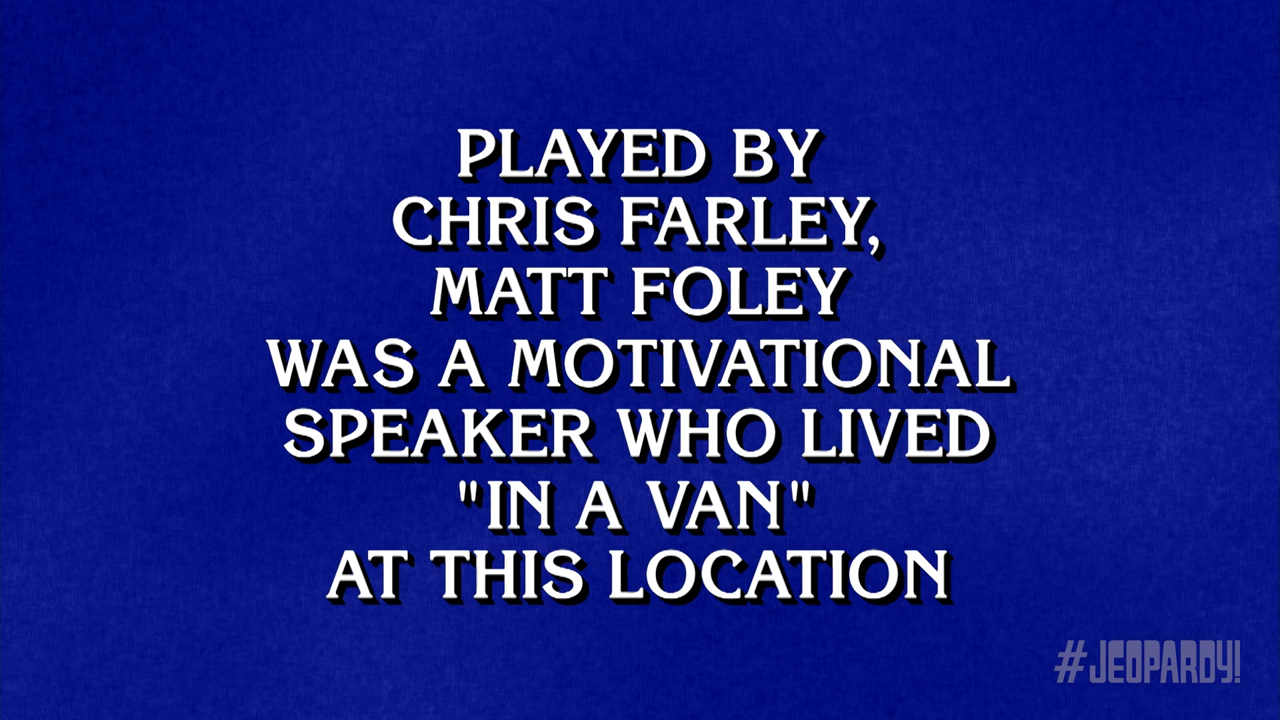 PLAYED BY
CHRIS FARLEY,
MATT FOLEY
WAS A MOTIVATIONAL
SPEAKER WHO LIVED
"IN A VAN"
AT THIS LOCATION
#JEOPARDY!